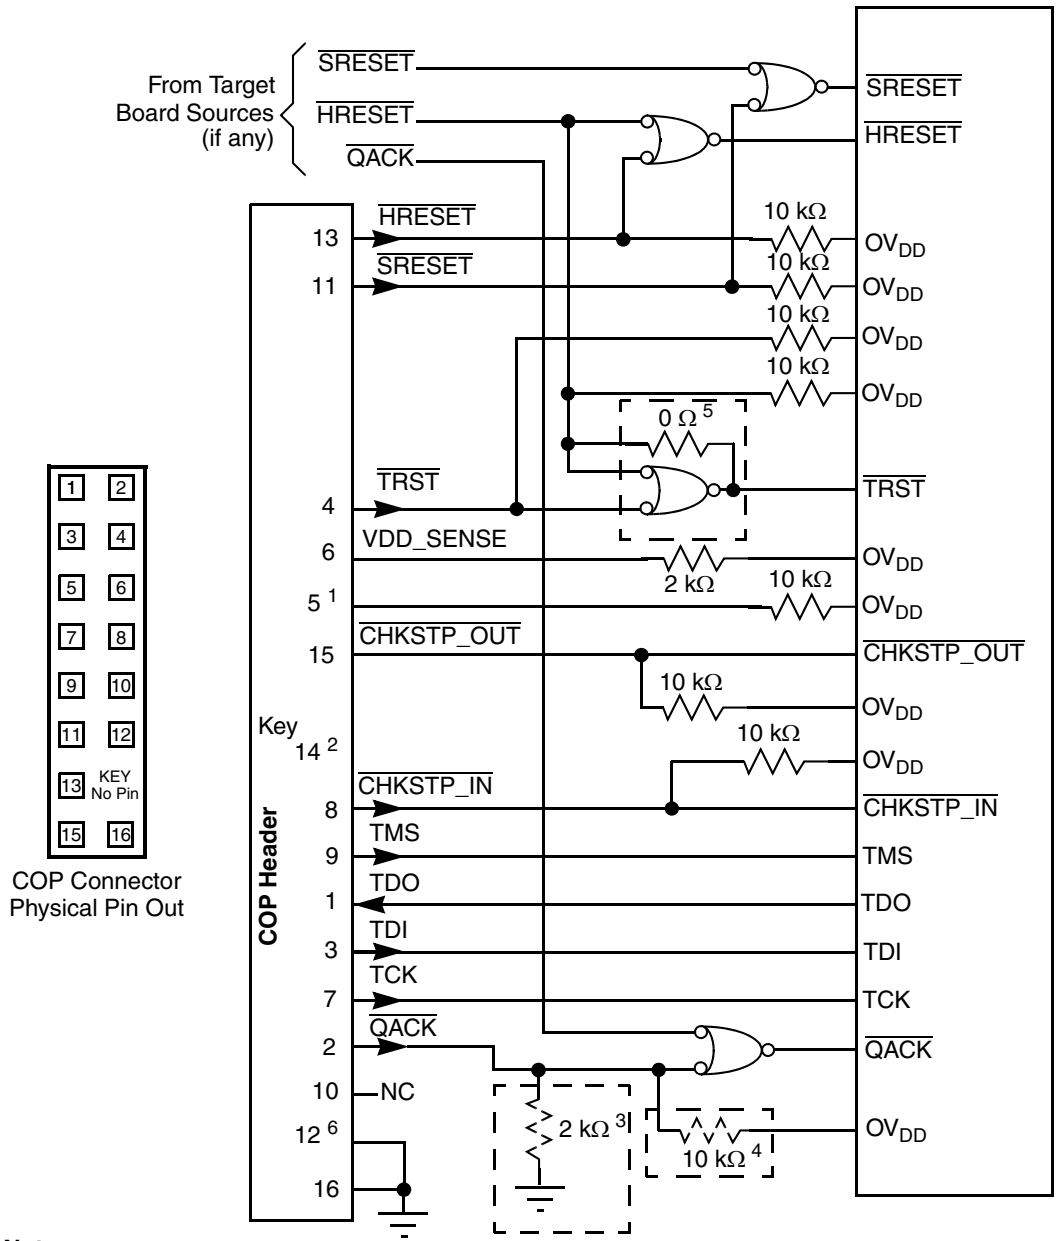 From Target
Board Sources
(if any)
SRESET
HRESET
QACK
SRESET
HRESET
13
HRESET
10 kΩ
OVDD
11
SRESET
10 kΩ
OVDD
10 kΩ
OVDD
10 kΩ
OVDD
0 Ω 5
4
TRST
TRST
6
VDD_SENSE
2 kΩ
OVDD
5 1
10 kΩ
OVDD
15
CHKSTP_OUT
CHKSTP_OUT
10 kΩ
OVDD
Key
14 2
10 kΩ
OVDD
8
CHKSTP_IN
CHKSTP_IN
9
TMS
TMS
1
TDO
TDO
3
TDI
TDI
7
TCK
TCK
2
QACK
QACK
10
NC
12 6
16
2 kΩ 3
10 kΩ 4
OVDD
COP Header
1 2
3 4
5 6
7 8
9 10
11 12
13 KEY
No Pin
15 16
COP Connector
Physical Pin Out